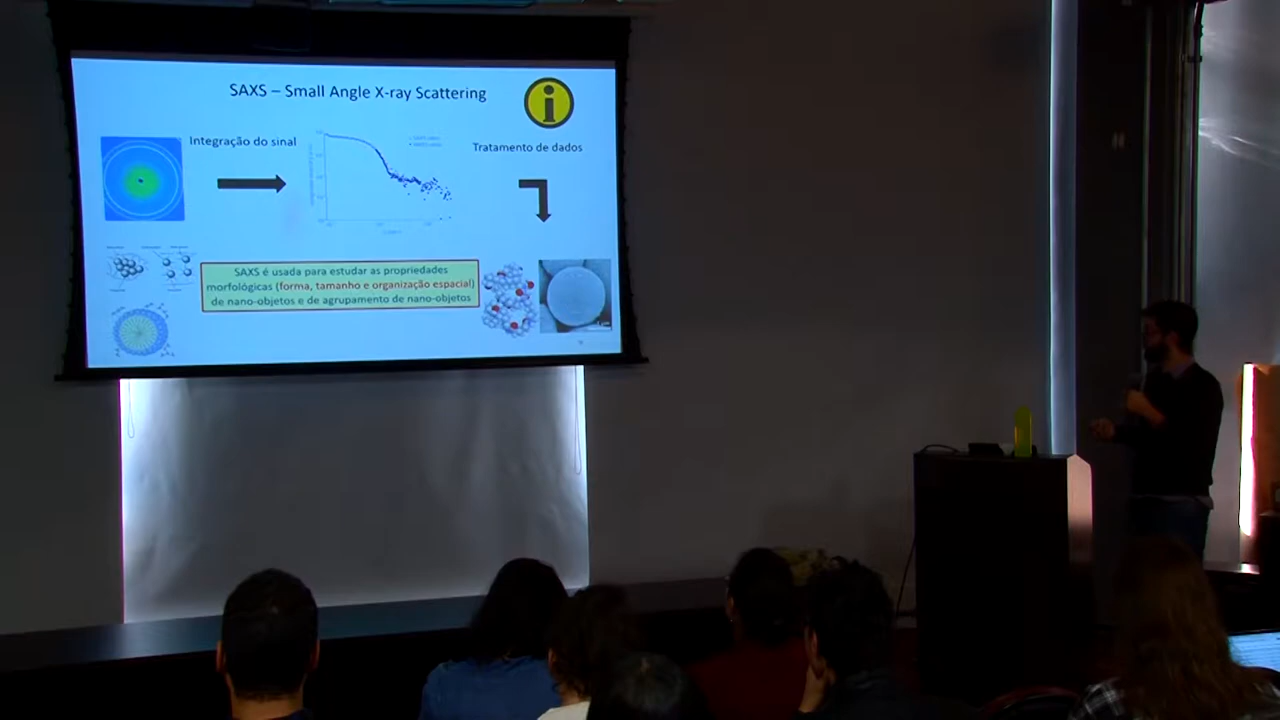 SAXS – Small Angle X-ray Scattering
i
Integração do sinal
Tratamento de dados
SAXS é usada para estudar as propriedades
morfológicas (forma, tamanho e organização espacial)
de nano-objetos e de agrupamento de nano-objetos